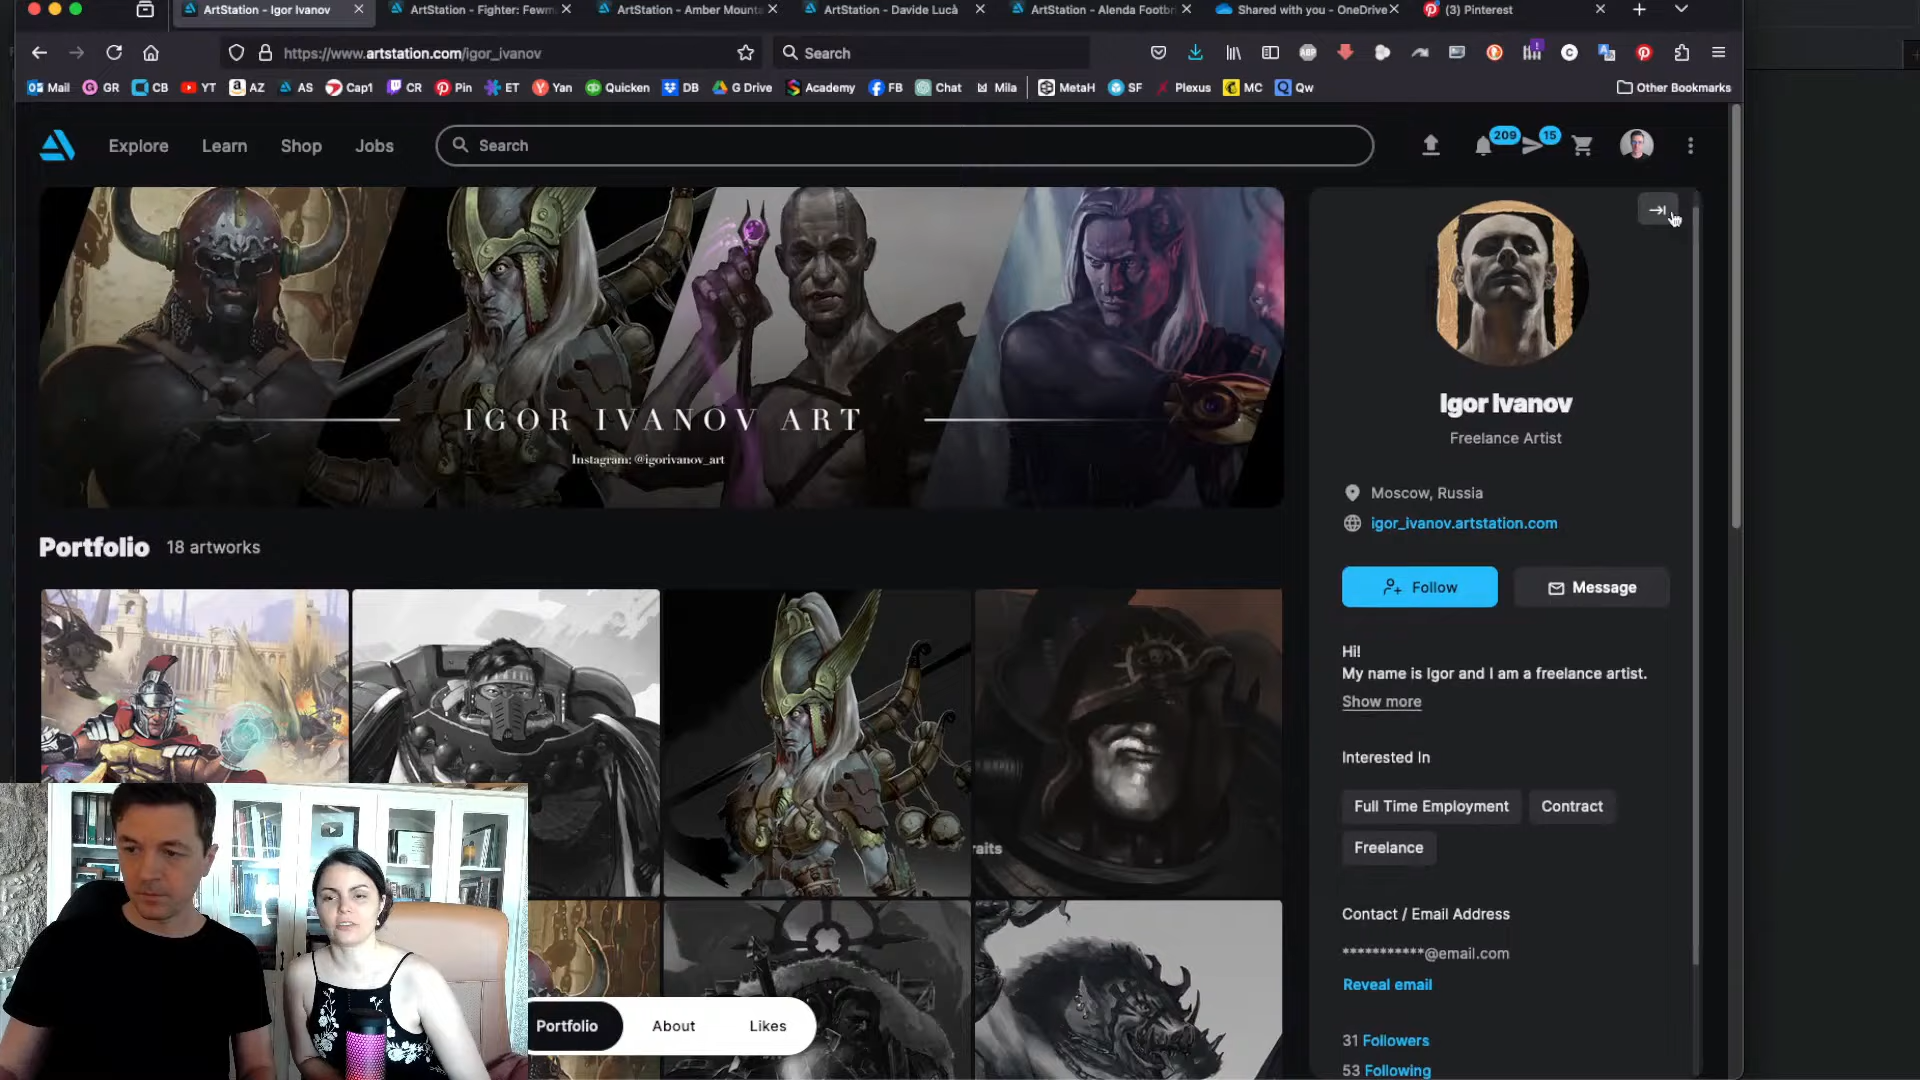 ArtStation - Igor Ivanov
ArtStation - Fighter: Fewm
ArtStation - Amber Mounta
ArtStation - Davide Lucà
ArtStation - Alenda Footbr
Shared with you - OneDrive
(3) Pinterest
https://www.artstation.com/igor_ivanov
Search
Mail GR CB YT AZ AS Cap1 CR Pin ET Yan Quicken DB G Drive Academy FB Chat Mila MetaH SF Plexus MC Qw Other Bookmarks
Explore Learn Shop Jobs
Search
209
15
IGOR IVANOV ART
Instagram: @igorivanov_art
Portfolio 18 artworks
aits
Portfolio About Likes
Igor Ivanov
Freelance Artist
Moscow, Russia
igor_ivanov.artstation.com
Follow Message
Hi!
My name is Igor and I am a freelance artist.
Show more
Interested In
Full Time Employment Contract
Freelance
Contact / Email Address
***********@email.com
Reveal email
31 Followers
53 Following